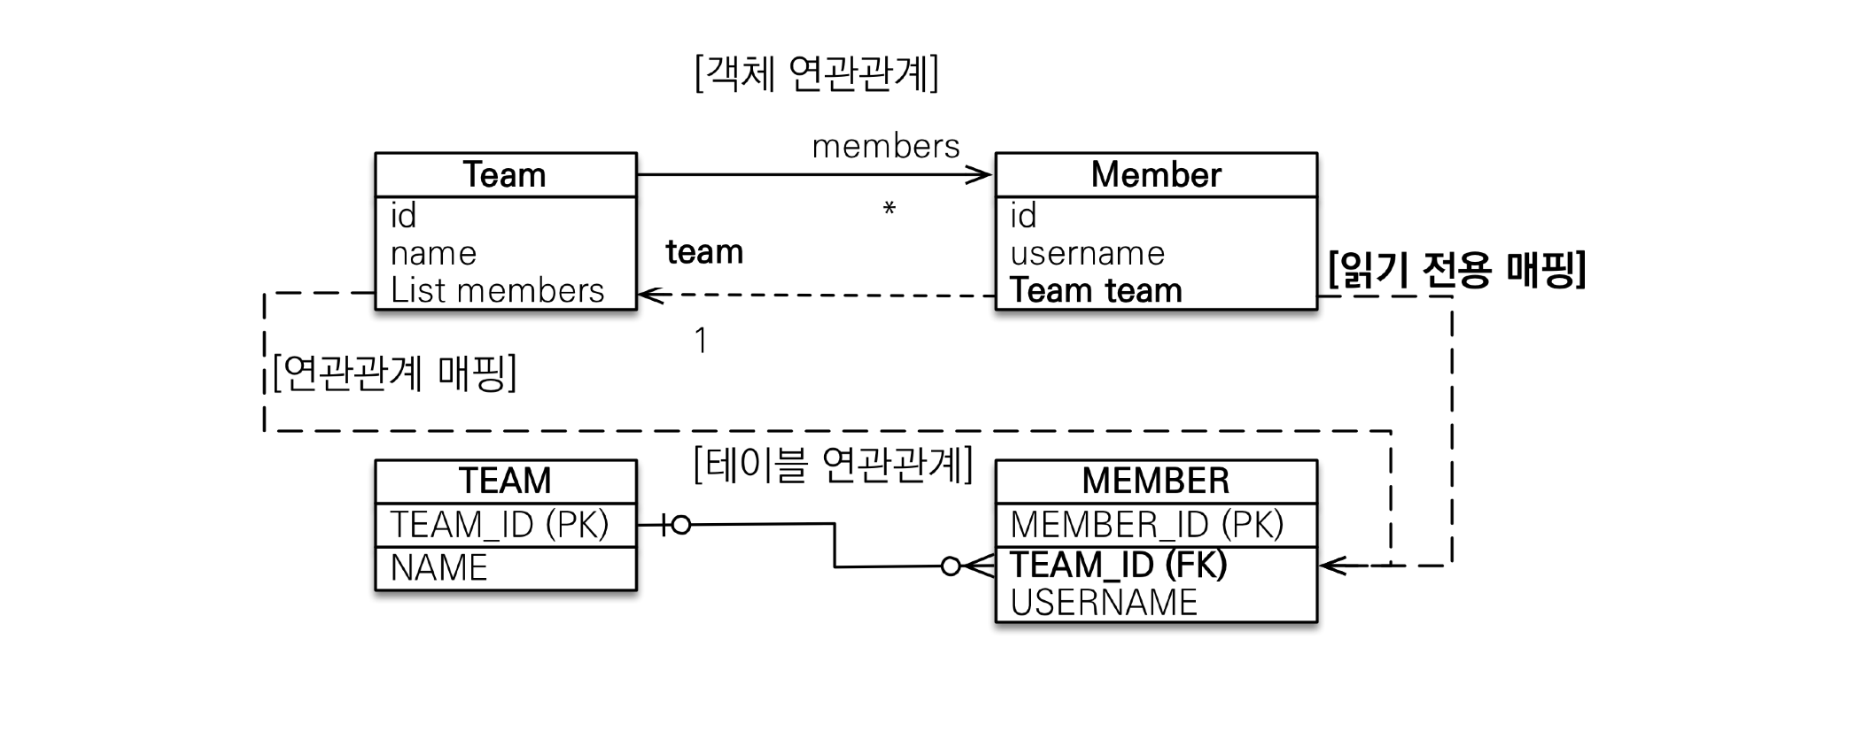 [객체 연관관계]
members
Team
id
name
List members
*
team
1
Member
id
username
Team team
[읽기 전용 매핑]
[연관관계 매핑]
[테이블 연관관계]
TEAM
TEAM_ID (PK)
NAME
MEMBER
MEMBER_ID (PK)
TEAM_ID (FK)
USERNAME